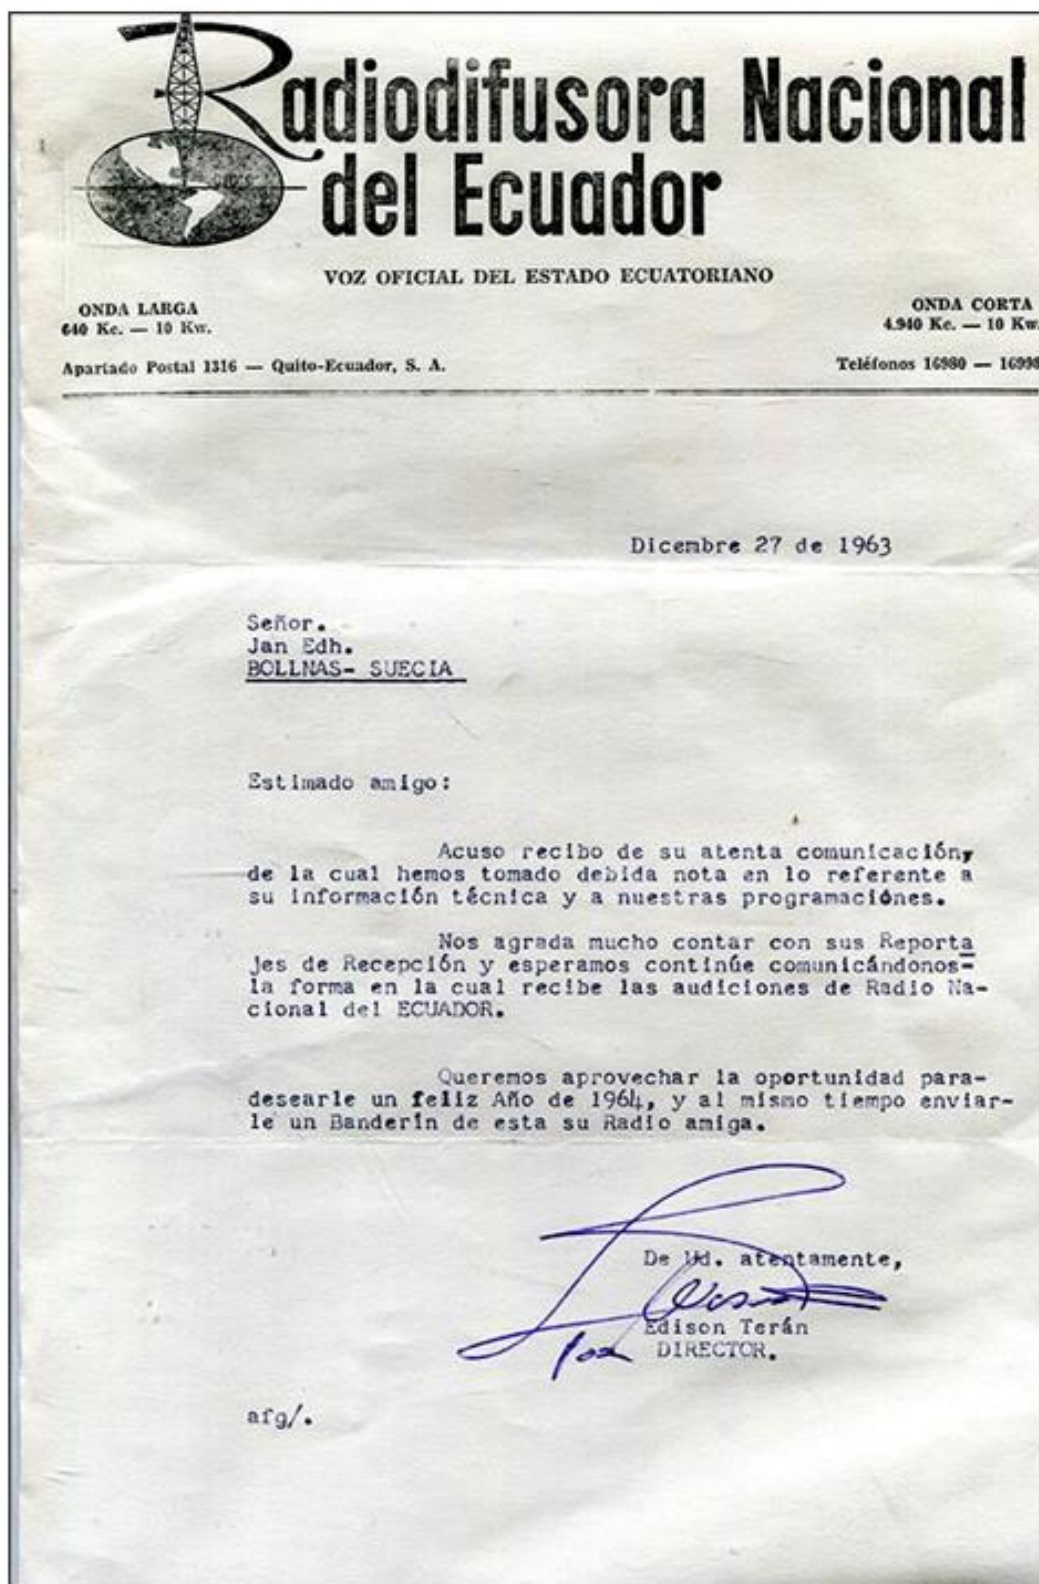 Radiodifusora Nacional
del Ecuador
VOZ OFICIAL DEL ESTADO ECUATORIANO
ONDA LARGA
640 Kc. — 10 Kw.
ONDA CORTA
4.940 Kc. — 10 Kw.
Apartado Postal 1316 — Quito-Ecuador, S. A.
Teléfonos 16980 — 16998
Dicembre 27 de 1963
Señor.
Jan Edh.
BOLLNAS- SUECIA
Estimado amigo:
Acuso recibo de su atenta comunicación,
de la cual hemos tomado debida nota en lo referente a
su información técnica y a nuestras programaciónes.
Nos agrada mucho contar con sus Reporta
jes de Recepción y esperamos continúe comunicándonos-
la forma en la cual recibe las audiciones de Radio Na-
cional del ECUADOR.
Queremos aprovechar la oportunidad para-
desearle un feliz Año de 1964, y al mismo tiempo enviar-
le un Banderín de esta su Radio amiga.
De Ud. atentamente,
Edison Terán
DIRECTOR.
afg/.